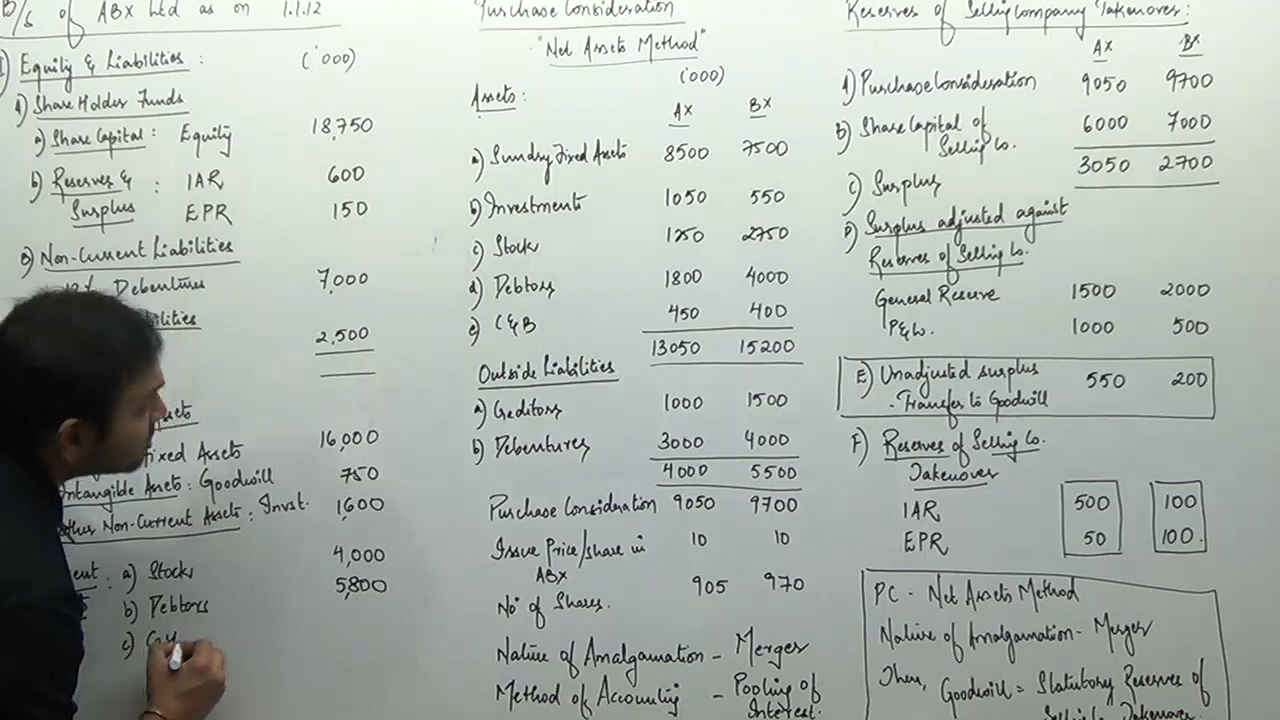 B/S of ABX Ltd as on 1.1.12
Equity & Liabilities : ('000)
1) Share Holder Funds
a) Share Capital : Equity 18,750
b) Reserves & : IAR 600
Surplus EPR 150
Non-Current Liabilities
Debentures 7,000
2,500
Fixed Assets 16,000
Intangible Assets : Goodwill 750
Other Non-Current Assets : Invst. 1,600
a) Stock 4,000
b) Debtors 5,800
c)
Purchase Consideration
"Net Assets Method"
('000)
Assets : AX BX
a) Sundry Fixed Assets 8500 7500
b) Investments 1050 550
c) Stock 1250 2750
d) Debtors 1800 4000
e) C&B 450 400
13050 15200
Outside Liabilities
a) Creditors 1000 1500
b) Debentures 3000 4000
4000 5500
Purchase Consideration 9050 9700
Issue Price/share in 10 10
ABX
No. of Shares. 905 970
Nature of Amalgamation - Merger
Method of Accounting - Pooling of
Interest.
Reserves of Selling Company Takenover :
AX BX
A) Purchase Consideration 9050 9700
B) Share Capital of 6000 7000
Selling Co.
3050 2700
C) Surplus
D) Surplus adjusted against
Reserves of Selling Co.
General Reserve 1500 2000
P&L. 1000 500
E) Unadjusted surplus 550 200
- Transfer to Goodwill
F) Reserves of Selling Co.
Takenover
IAR 500 100
EPR 50 100.
PC - Net Assets Method
Nature of Amalgamation - Merger
Then, Goodwill = Statutory Reserves of
Selling Co. Takenover